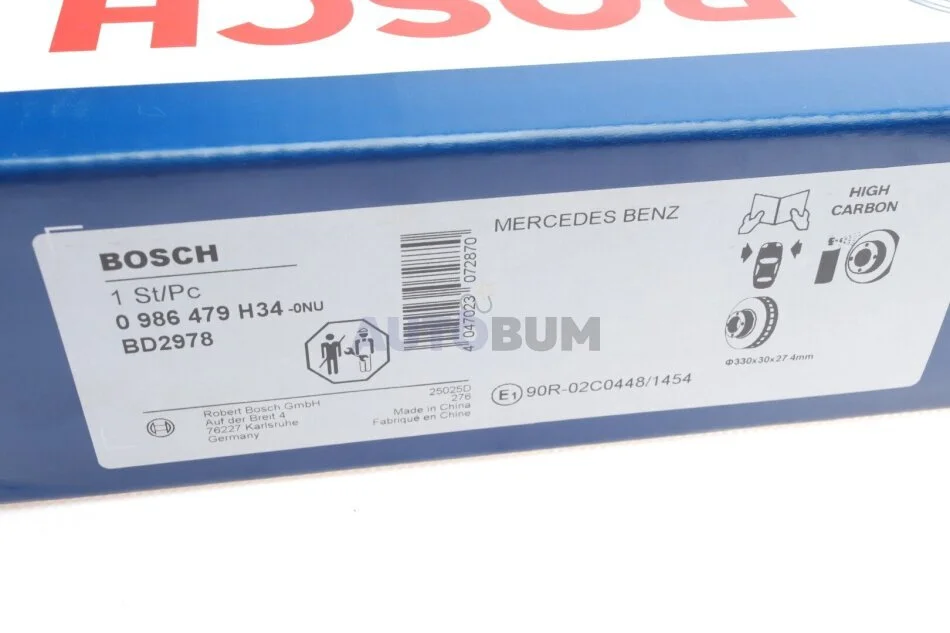 BOSCH
BOSCH
1 St/Pc
0 986 479 H34 -0NU
BD2978
4 047023 072870
MERCEDES BENZ
HIGH
CARBON
Φ330x30x27.4mm
AUTOBUM
E1 90R-02C0448/1454
25025D
276
Made in China
Fabriqué en Chine
Robert Bosch GmbH
Auf der Breit 4
76227 Karlsruhe
Germany